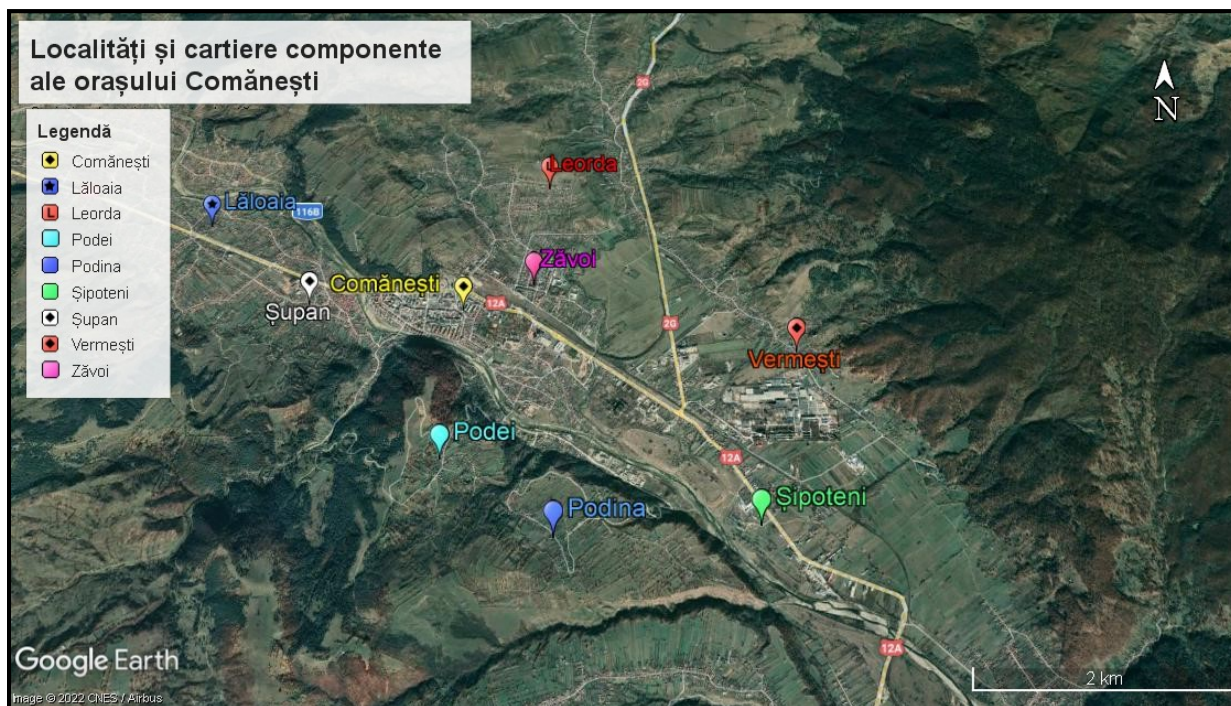 Localități și cartiere componente
ale orașului Comănești
Legendă
Comănești
Lăloaia
L Leorda
Podei
Podina
Șipoteni
Șupan
Vermești
Zăvoi
N
2G
Leorda
Lăloaia
116B
Zăvoi
Comănești
12A
Șupan
2G
Vermești
Podei
12A
Șipoteni
Podina
12A
Google Earth
2 km
Image © 2022 CNES / Airbus